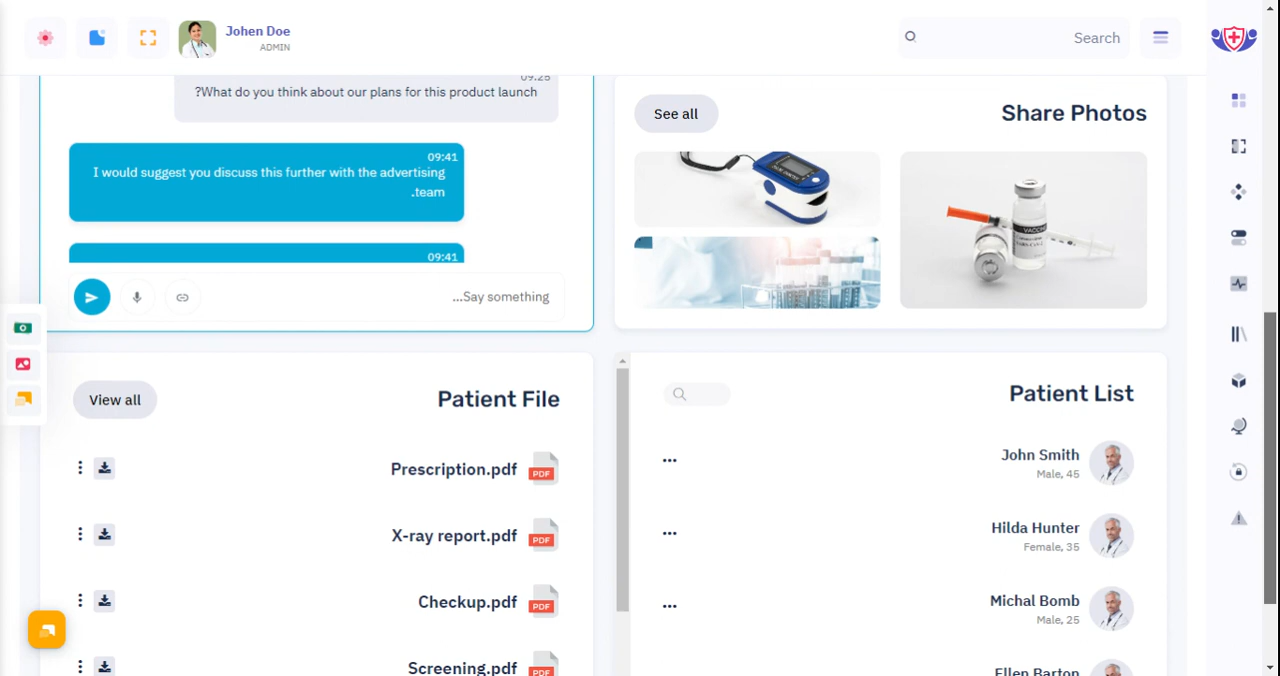 Johen Doe
ADMIN
Search
09:25
?What do you think about our plans for this product launch
09:41
I would suggest you discuss this further with the advertising
.team
09:41
...Say something
See all
Share Photos
VACCINE
View all
Patient File
Prescription.pdf
PDF
X-ray report.pdf
PDF
Checkup.pdf
PDF
Screening.pdf
PDF
Patient List
John Smith
Male, 45
Hilda Hunter
Female, 35
Michal Bomb
Male, 25
Ellen Barton